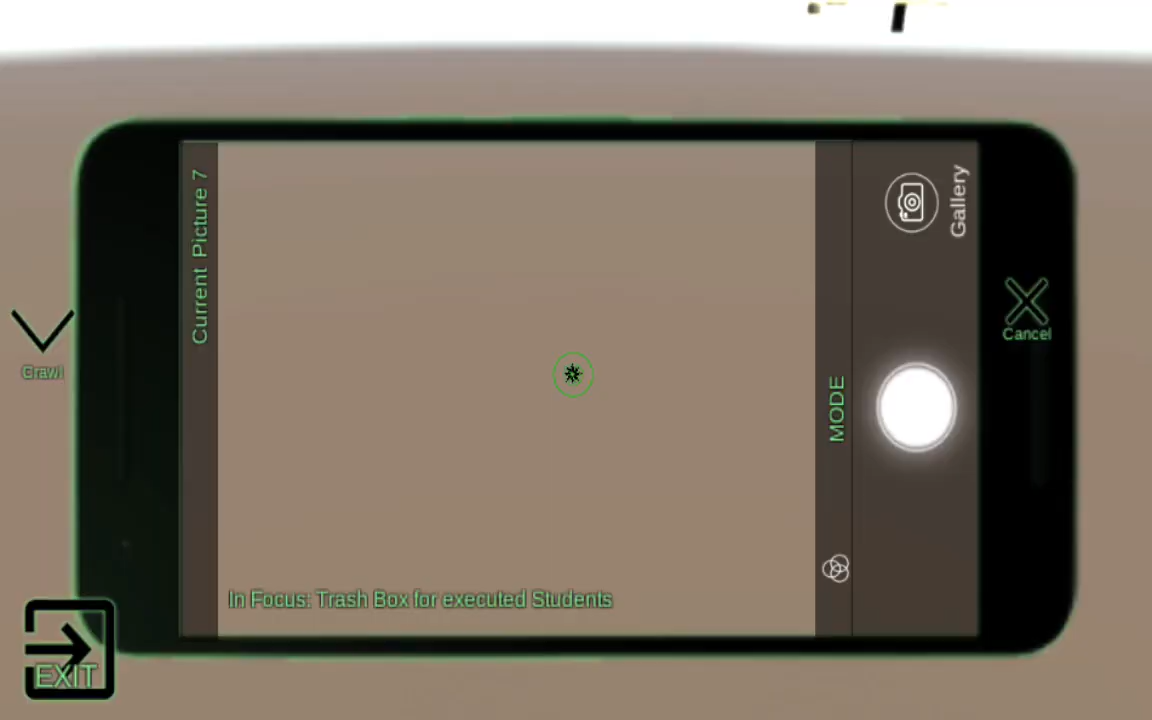 Current Picture 7
Gallery
Cancel
Crawl
MODE
In Focus: Trash Box for executed Students
EXIT